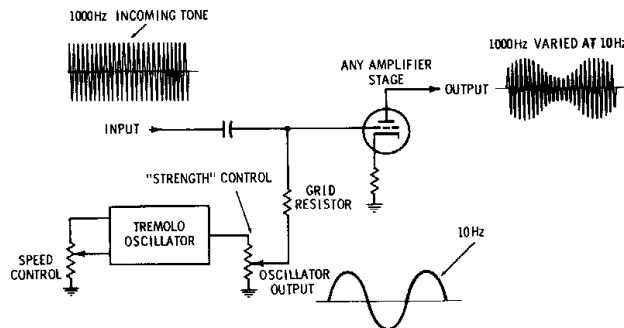 1000Hz INCOMING TONE
1000Hz VARIED AT 10Hz
ANY AMPLIFIER
STAGE
OUTPUT
INPUT
"STRENGTH" CONTROL
GRID
RESISTOR
TREMOLO
OSCILLATOR
SPEED
CONTROL
OSCILLATOR
OUTPUT
10Hz